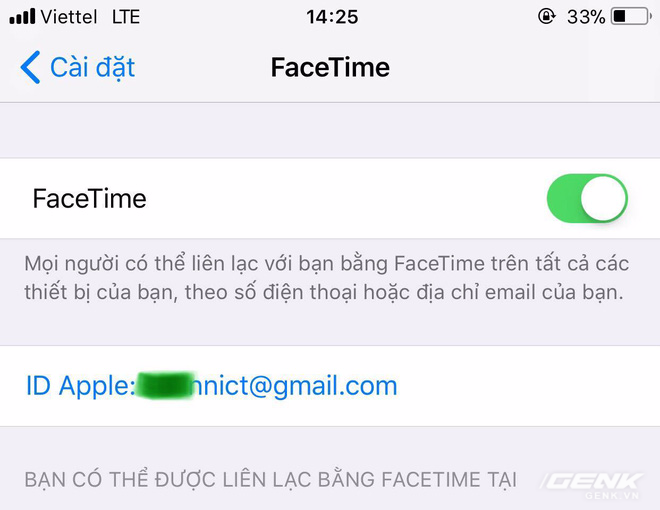 Viettel LTE 14:25 33%
Cài đặt FaceTime
FaceTime
Mọi người có thể liên lạc với bạn bằng FaceTime trên tất cả các
thiết bị của bạn, theo số điện thoại hoặc địa chỉ email của bạn.
ID Apple: nnict@gmail.com
BẠN CÓ THỂ ĐƯỢC LIÊN LẠC BẰNG FACETIME TẠI
GENK
GENK.VN